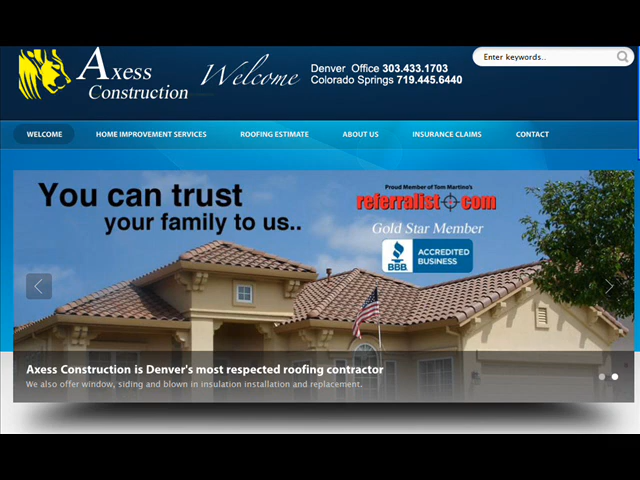 Axess
Construction
Welcome
Denver Office 303.433.1703
Colorado Springs 719.445.6440
Enter keywords..
WELCOME
HOME IMPROVEMENT SERVICES
ROOFING ESTIMATE
ABOUT US
INSURANCE CLAIMS
CONTACT
You can trust
your family to us..
Proud Member of Tom Martino's
referralist com
Gold Star Member
BBB
ACCREDITED
BUSINESS
Axess Construction is Denver's most respected roofing contractor
We also offer window, siding and blown in insulation installation and replacement.